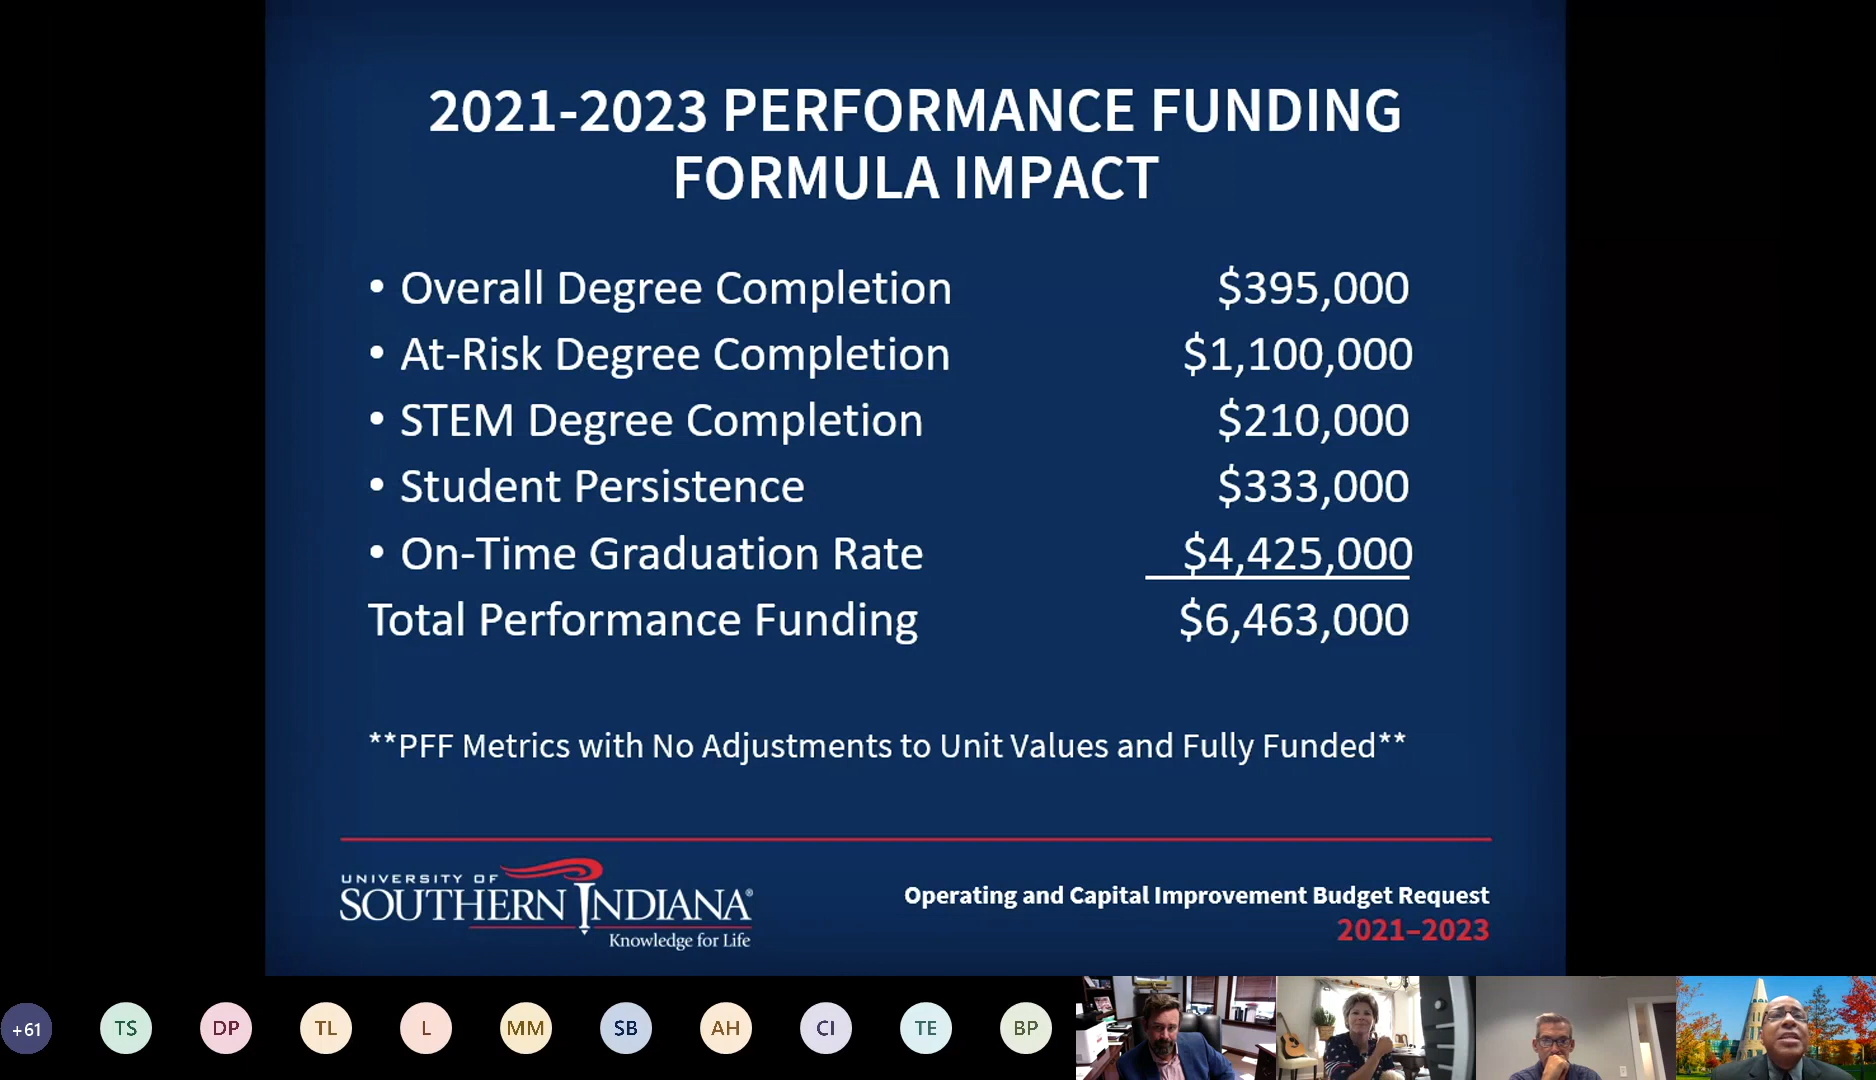 2021-2023 PERFORMANCE FUNDING
FORMULA IMPACT
• Overall Degree Completion $395,000
• At-Risk Degree Completion $1,100,000
• STEM Degree Completion $210,000
• Student Persistence $333,000
• On-Time Graduation Rate $4,425,000
Total Performance Funding $6,463,000
**PFF Metrics with No Adjustments to Unit Values and Fully Funded**
UNIVERSITY OF
SOUTHERN INDIANA®
Knowledge for Life
Operating and Capital Improvement Budget Request
2021–2023
+61 TS DP TL L MM SB AH CI TE BP